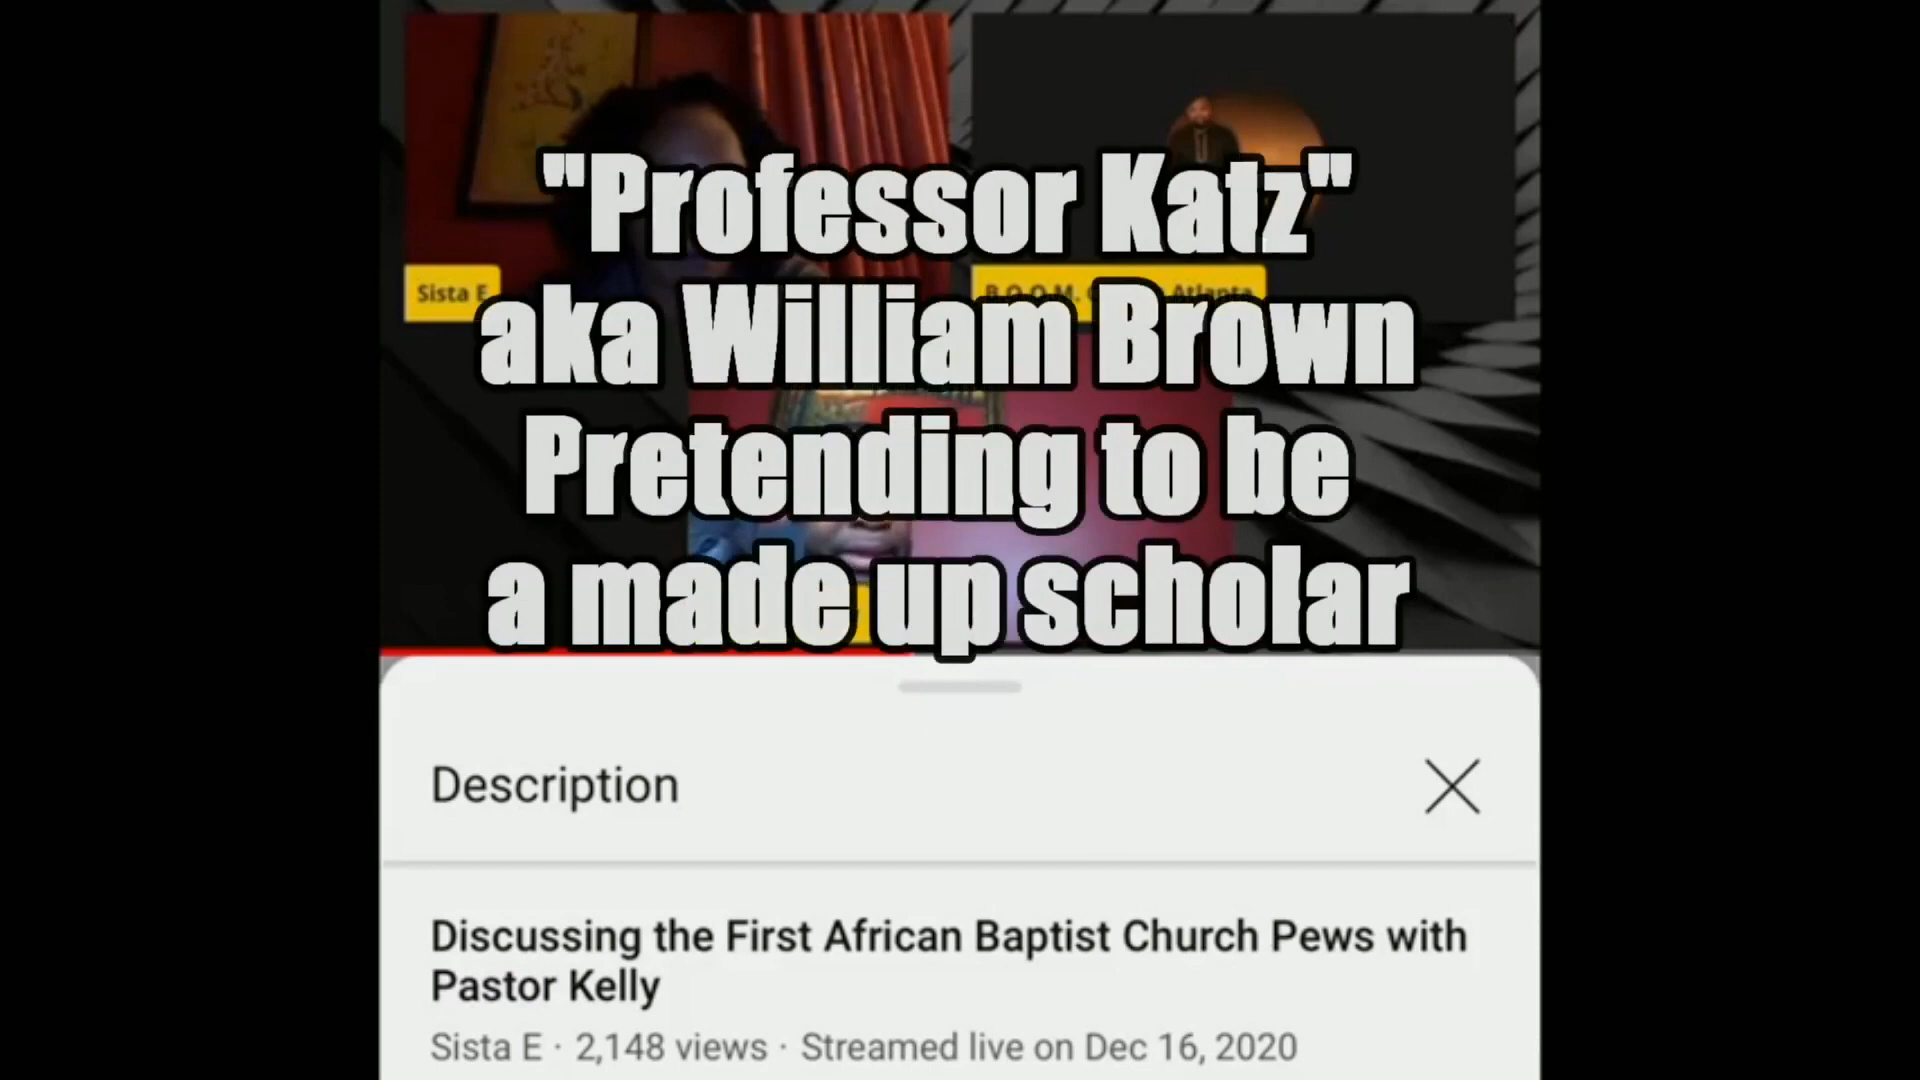 "Professor Katz"
aka William Brown
Pretending to be
a made up scholar
Sista E
Atlanta
Description
Discussing the First African Baptist Church Pews with
Pastor Kelly
Sista E · 2,148 views · Streamed live on Dec 16, 2020